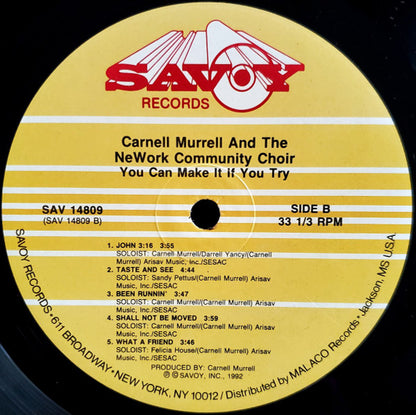 SAVOY
RECORDS
Carnell Murrell And The
NeWork Community Choir
You Can Make It if You Try
SAV 14809
(SAV 14809 B)
SIDE B
33 1/3 RPM
1. JOHN 3:16 3:55
SOLOIST: Carnell Murrell/Darrell Yancy/(Carnell
Murrell) Arisav Music, Inc./SESAC
2. TASTE AND SEE 4:44
SOLOIST: Sandy Pettus/(Carnell Murrell) Arisav
Music, Inc./SESAC
3. BEEN RUNNIN' 3:47
SOLOIST: Carnell Murrell/(Carnell Murrell) Arisav
Music, Inc./SESAC
4. SHALL NOT BE MOVED 3:59
SOLOIST: Carnell Murrell/(Carnell Murrell) Arisav
Music, Inc./SESAC
5. WHAT A FRIEND 3:46
SOLOIST: Felicia House/(Carnell Murrell) Arisav
Music, Inc./SESAC
PRODUCED BY: Carnell Murrell
℗ © SAVOY, INC., 1992
SAVOY RECORDS • 611 BROADWAY • NEW YORK, NY 10012 / Distributed by MALACO Records • Jackson, MS U.S.A.